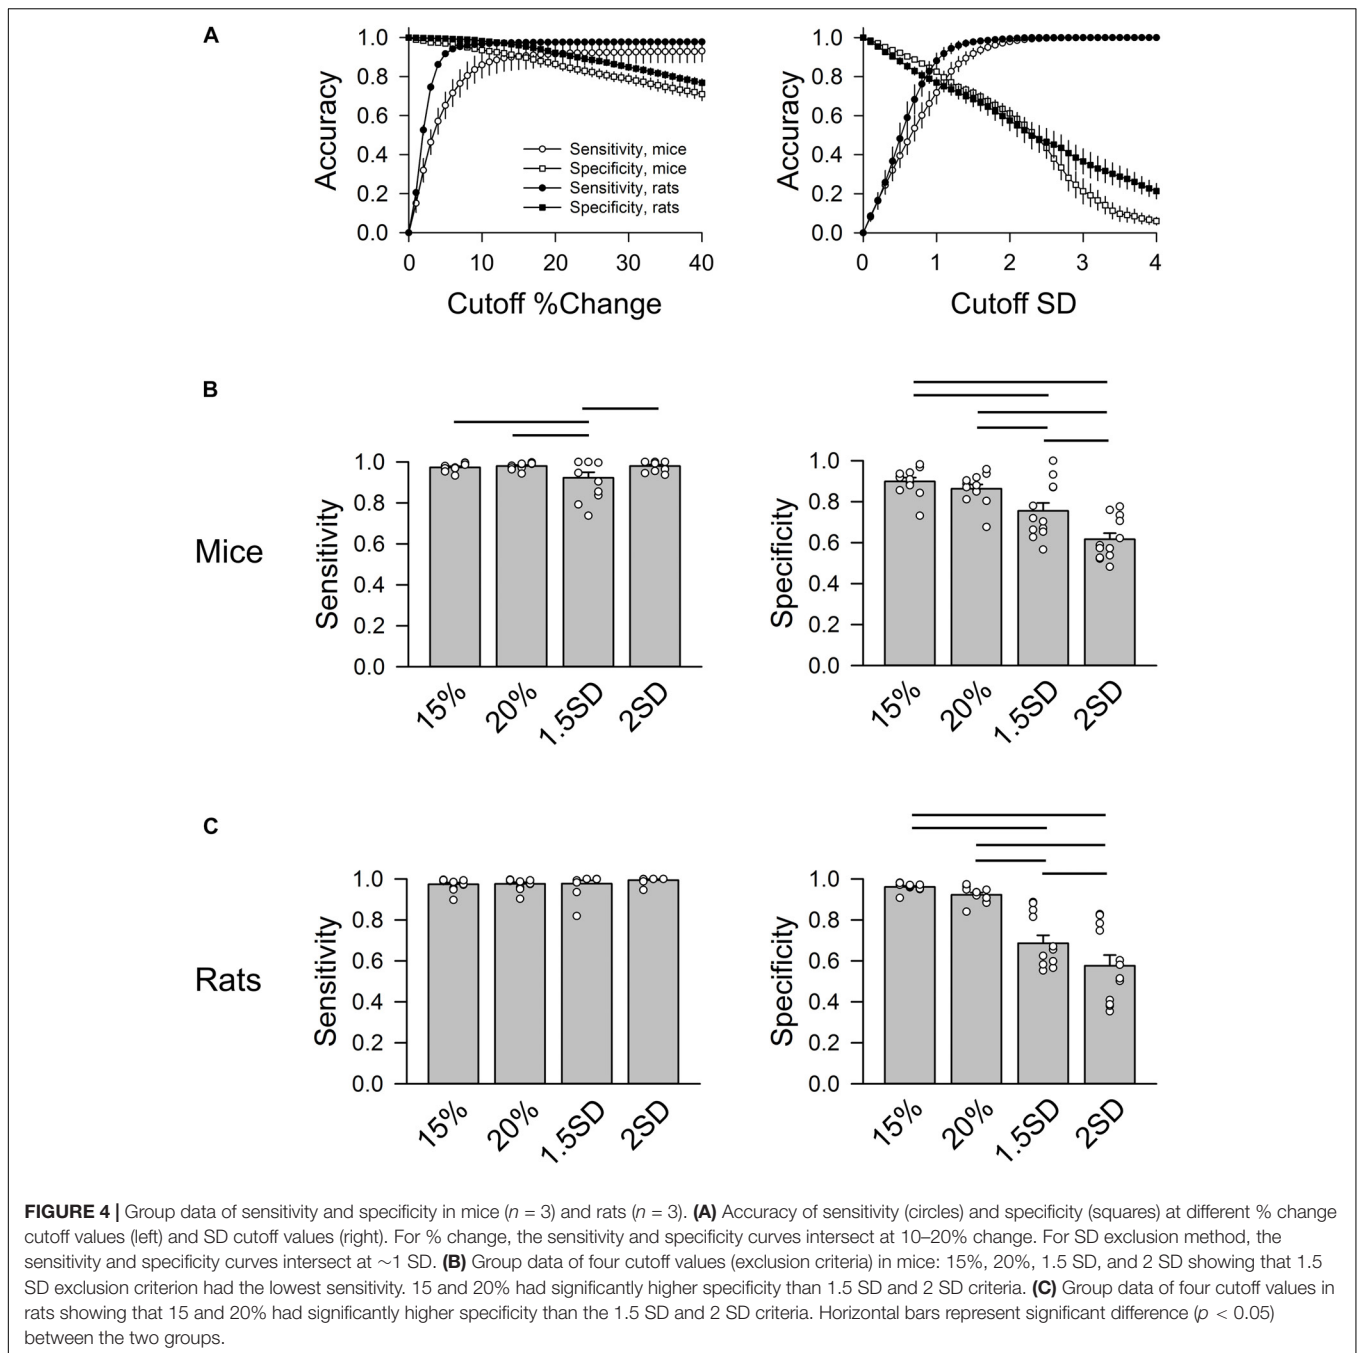 A
1.0
0.8
0.6
0.4
0.2
0.0
Accuracy
Sensitivity, mice
Specificity, mice
Sensitivity, rats
Specificity, rats
0 10 20 30 40
Cutoff %Change
1.0
0.8
0.6
0.4
0.2
0.0
Accuracy
0 1 2 3 4
Cutoff SD
B
Mice
1.0
0.8
0.6
0.4
0.2
0.0
Sensitivity
15% 20% 1.5SD 2SD
1.0
0.8
0.6
0.4
0.2
0.0
Specificity
15% 20% 1.5SD 2SD
C
Rats
1.0
0.8
0.6
0.4
0.2
0.0
Sensitivity
15% 20% 1.5SD 2SD
1.0
0.8
0.6
0.4
0.2
0.0
Specificity
15% 20% 1.5SD 2SD
FIGURE 4 | Group data of sensitivity and specificity in mice (n = 3) and rats (n = 3). (A) Accuracy of sensitivity (circles) and specificity (squares) at different % change
cutoff values (left) and SD cutoff values (right). For % change, the sensitivity and specificity curves intersect at 10–20% change. For SD exclusion method, the
sensitivity and specificity curves intersect at ∼1 SD. (B) Group data of four cutoff values (exclusion criteria) in mice: 15%, 20%, 1.5 SD, and 2 SD showing that 1.5
SD exclusion criterion had the lowest sensitivity. 15 and 20% had significantly higher specificity than 1.5 SD and 2 SD criteria. (C) Group data of four cutoff values in
rats showing that 15 and 20% had significantly higher specificity than the 1.5 SD and 2 SD criteria. Horizontal bars represent significant difference (p < 0.05)
between the two groups.